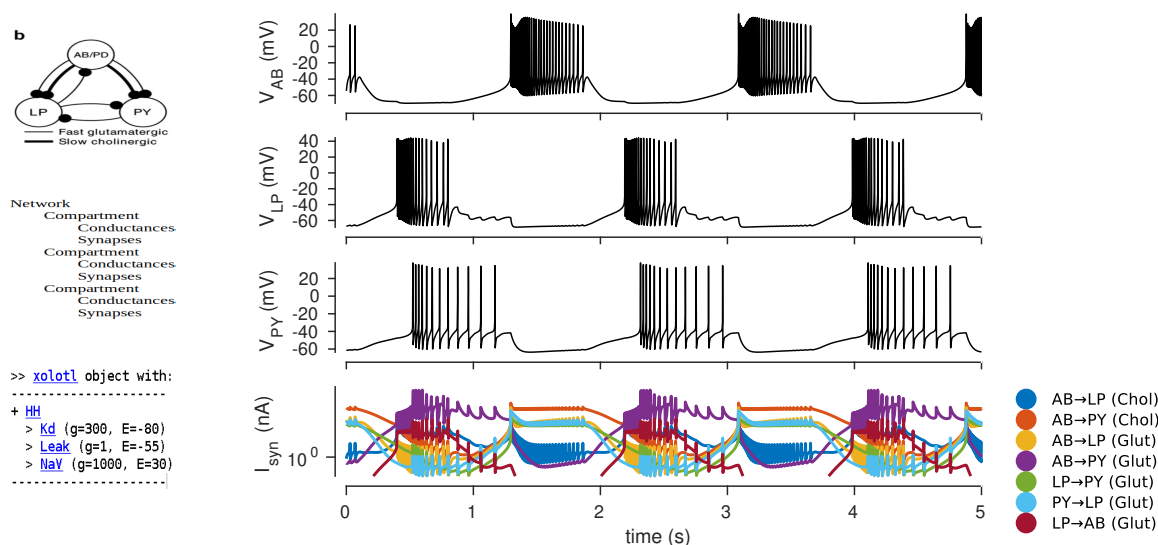 b
AB/PD
LP
PY
Fast glutamatergic
Slow cholinergic
Network
Compartment
Conductances
Synapses
Compartment
Conductances
Synapses
Compartment
Conductances
Synapses
>> xolotl object with:
---------------------
+ HH
> Kd (g=300, E=-80)
> Leak (g=1, E=-55)
> NaV (g=1000, E=30)
---------------------
V_AB (mV)
20
0
-20
-40
-60
V_LP (mV)
40
20
0
-20
-40
-60
V_PY (mV)
20
0
-20
-40
-60
I_syn (nA)
10^0
0
1
2
3
4
5
time (s)
AB→LP (Chol)
AB→PY (Chol)
AB→LP (Glut)
AB→PY (Glut)
LP→PY (Glut)
PY→LP (Glut)
LP→AB (Glut)